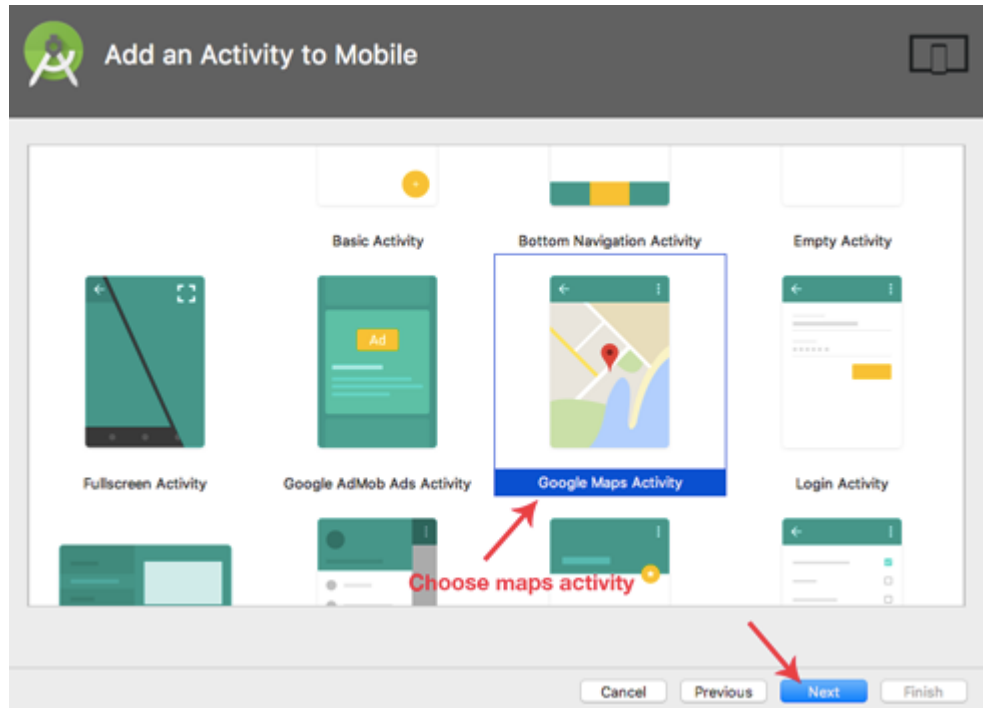 Add an Activity to Mobile
Basic Activity
Bottom Navigation Activity
Empty Activity
Ad
Fullscreen Activity
Google AdMob Ads Activity
Google Maps Activity
Login Activity
Choose maps activity
Cancel
Previous
Next
Finish